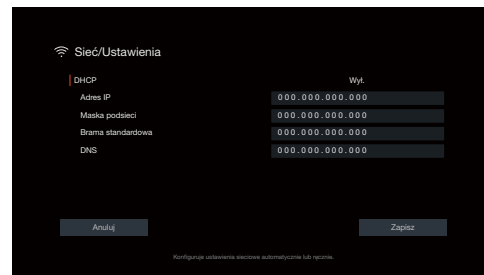 Sieć/Ustawienia
DHCP Wył.
Adres IP 000.000.000.000
Maska podsieci 000.000.000.000
Brama standardowa 000.000.000.000
DNS 000.000.000.000
Anuluj Zapisz
Konfiguruje ustawienia sieciowe automatycznie lub ręcznie.